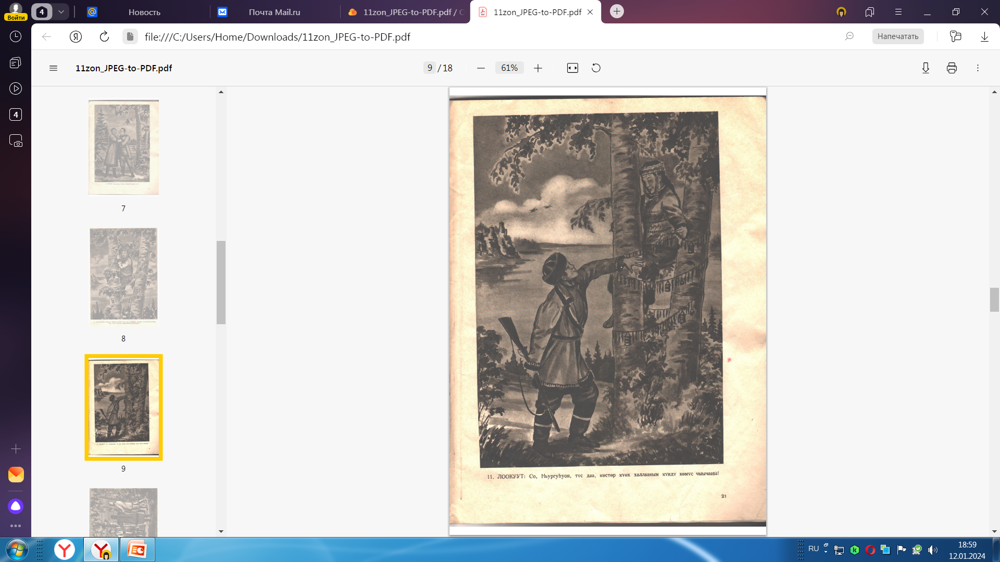 4
Новость
Почта Mail.ru
11zon_JPEG-to-PDF.pdf / О
11zon_JPEG-to-PDF.pdf
Войти
file:///C:/Users/Home/Downloads/11zon_JPEG-to-PDF.pdf
Напечатать
11zon_JPEG-to-PDF.pdf
9 / 18
61%
4
7
8
9
11. ЛООКУУТ: Со, Ньургуһуон, түс даа, көстөр күөх халлааным күндү көмүс чыычааҕа!
21
RU
18:59
12.01.2024